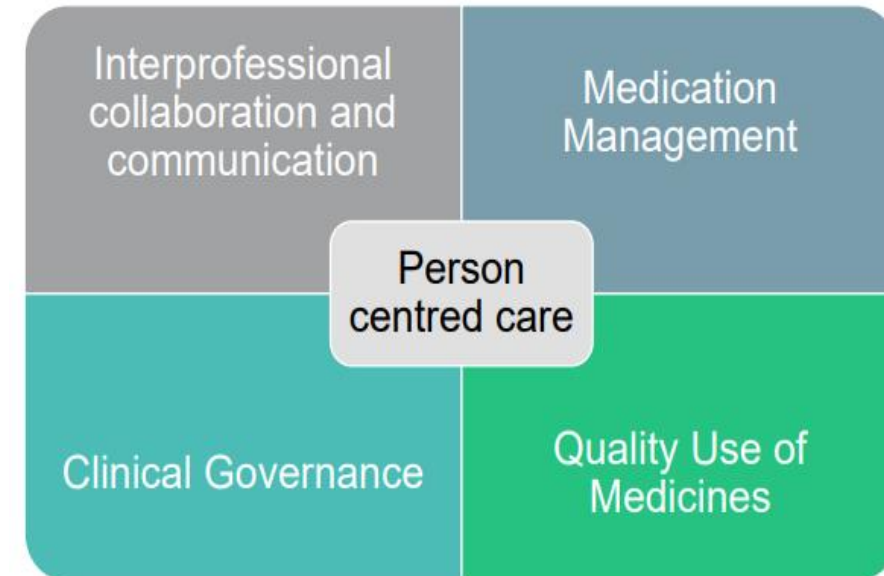 Interprofessional
collaboration and
communication
Medication
Management
Person
centred care
Clinical Governance
Quality Use of
Medicines